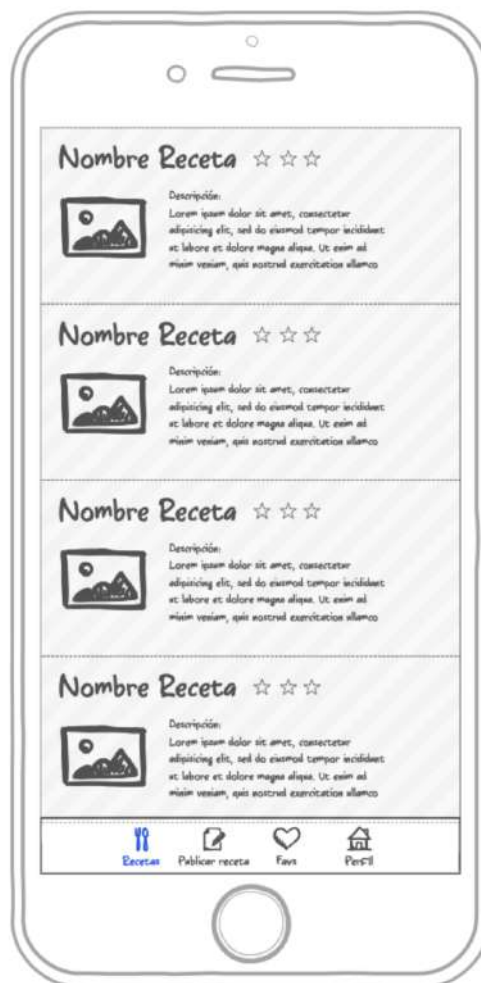 Nombre Receta
Descripción:
Lorem ipsum dolor sit amet, consectetur
adipisicing elit, sed do eiusmod tempor incididunt
ut labore et dolore magna aliqua. Ut enim ad
minim veniam, quis nostrud exercitation ullamco
Nombre Receta
Descripción:
Lorem ipsum dolor sit amet, consectetur
adipisicing elit, sed do eiusmod tempor incididunt
ut labore et dolore magna aliqua. Ut enim ad
minim veniam, quis nostrud exercitation ullamco
Nombre Receta
Descripción:
Lorem ipsum dolor sit amet, consectetur
adipisicing elit, sed do eiusmod tempor incididunt
ut labore et dolore magna aliqua. Ut enim ad
minim veniam, quis nostrud exercitation ullamco
Nombre Receta
Descripción:
Lorem ipsum dolor sit amet, consectetur
adipisicing elit, sed do eiusmod tempor incididunt
ut labore et dolore magna aliqua. Ut enim ad
minim veniam, quis nostrud exercitation ullamco
Recetas Publicar receta Favs Perfil